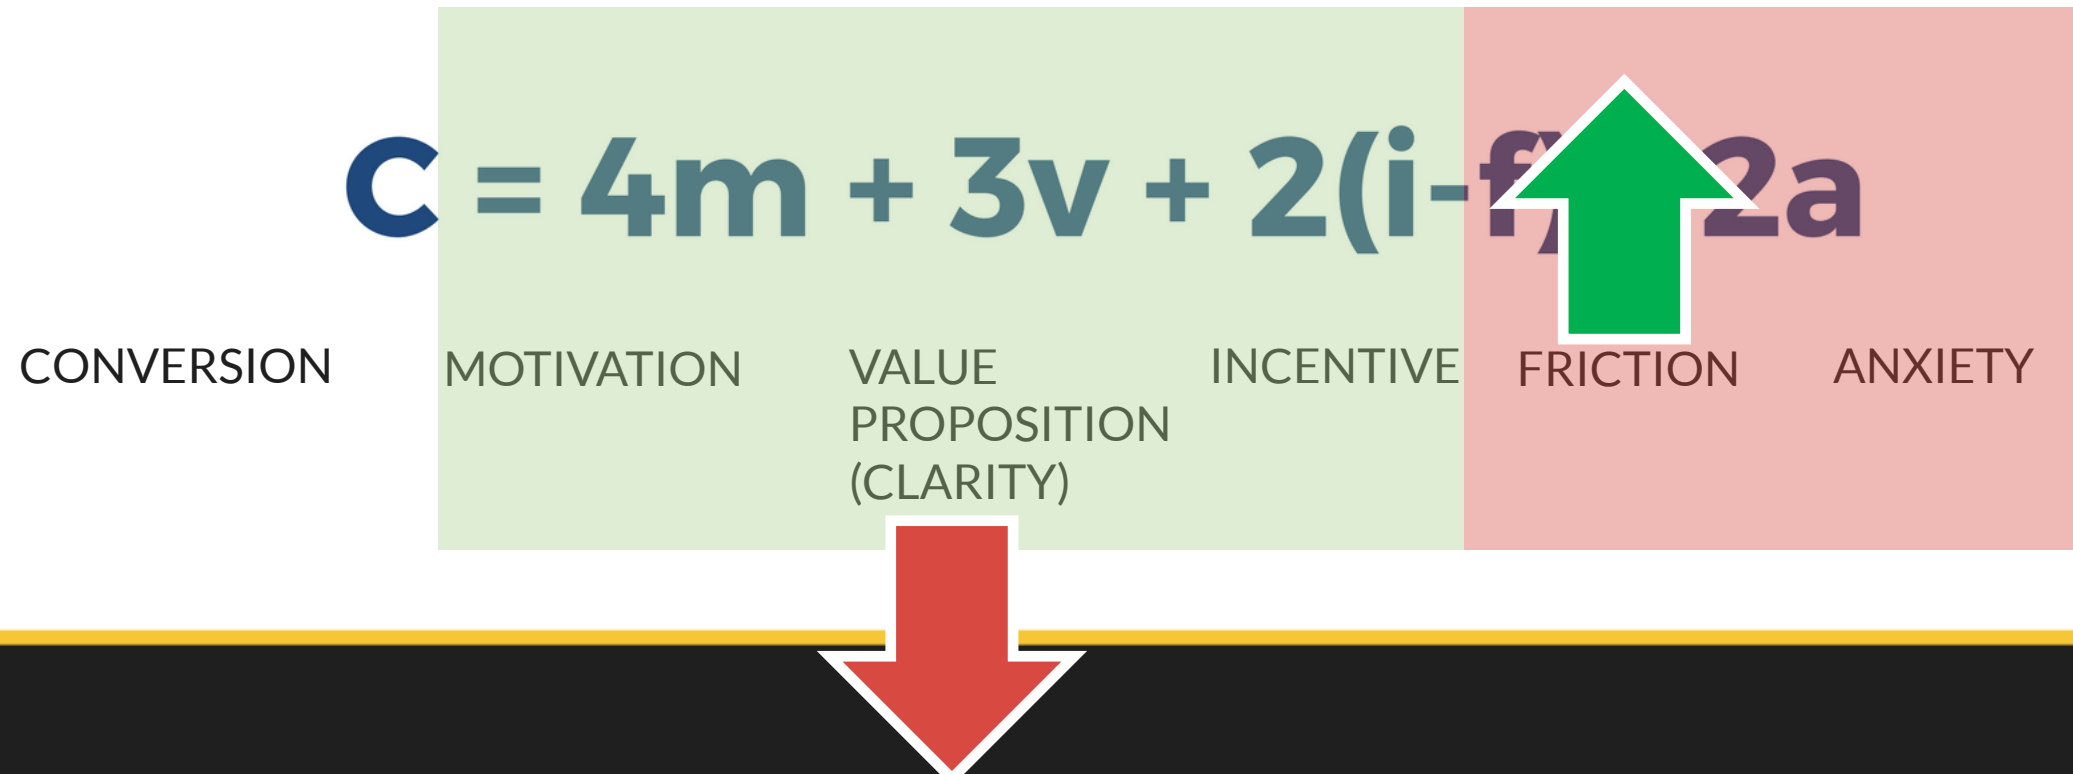 C = 4m + 3v + 2(i-f) 2a
CONVERSION
MOTIVATION
VALUE
PROPOSITION
(CLARITY)
INCENTIVE
FRICTION
ANXIETY